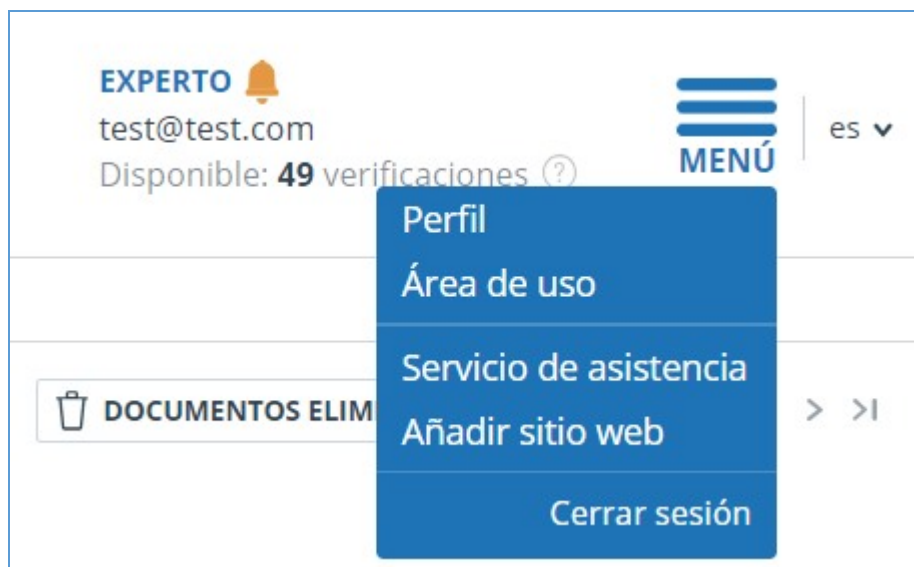 EXPERTO
test@test.com
Disponible: 49 verificaciones ?
MENÚ
es
Perfil
Área de uso
Servicio de asistencia
Añadir sitio web
Cerrar sesión
DOCUMENTOS ELIM